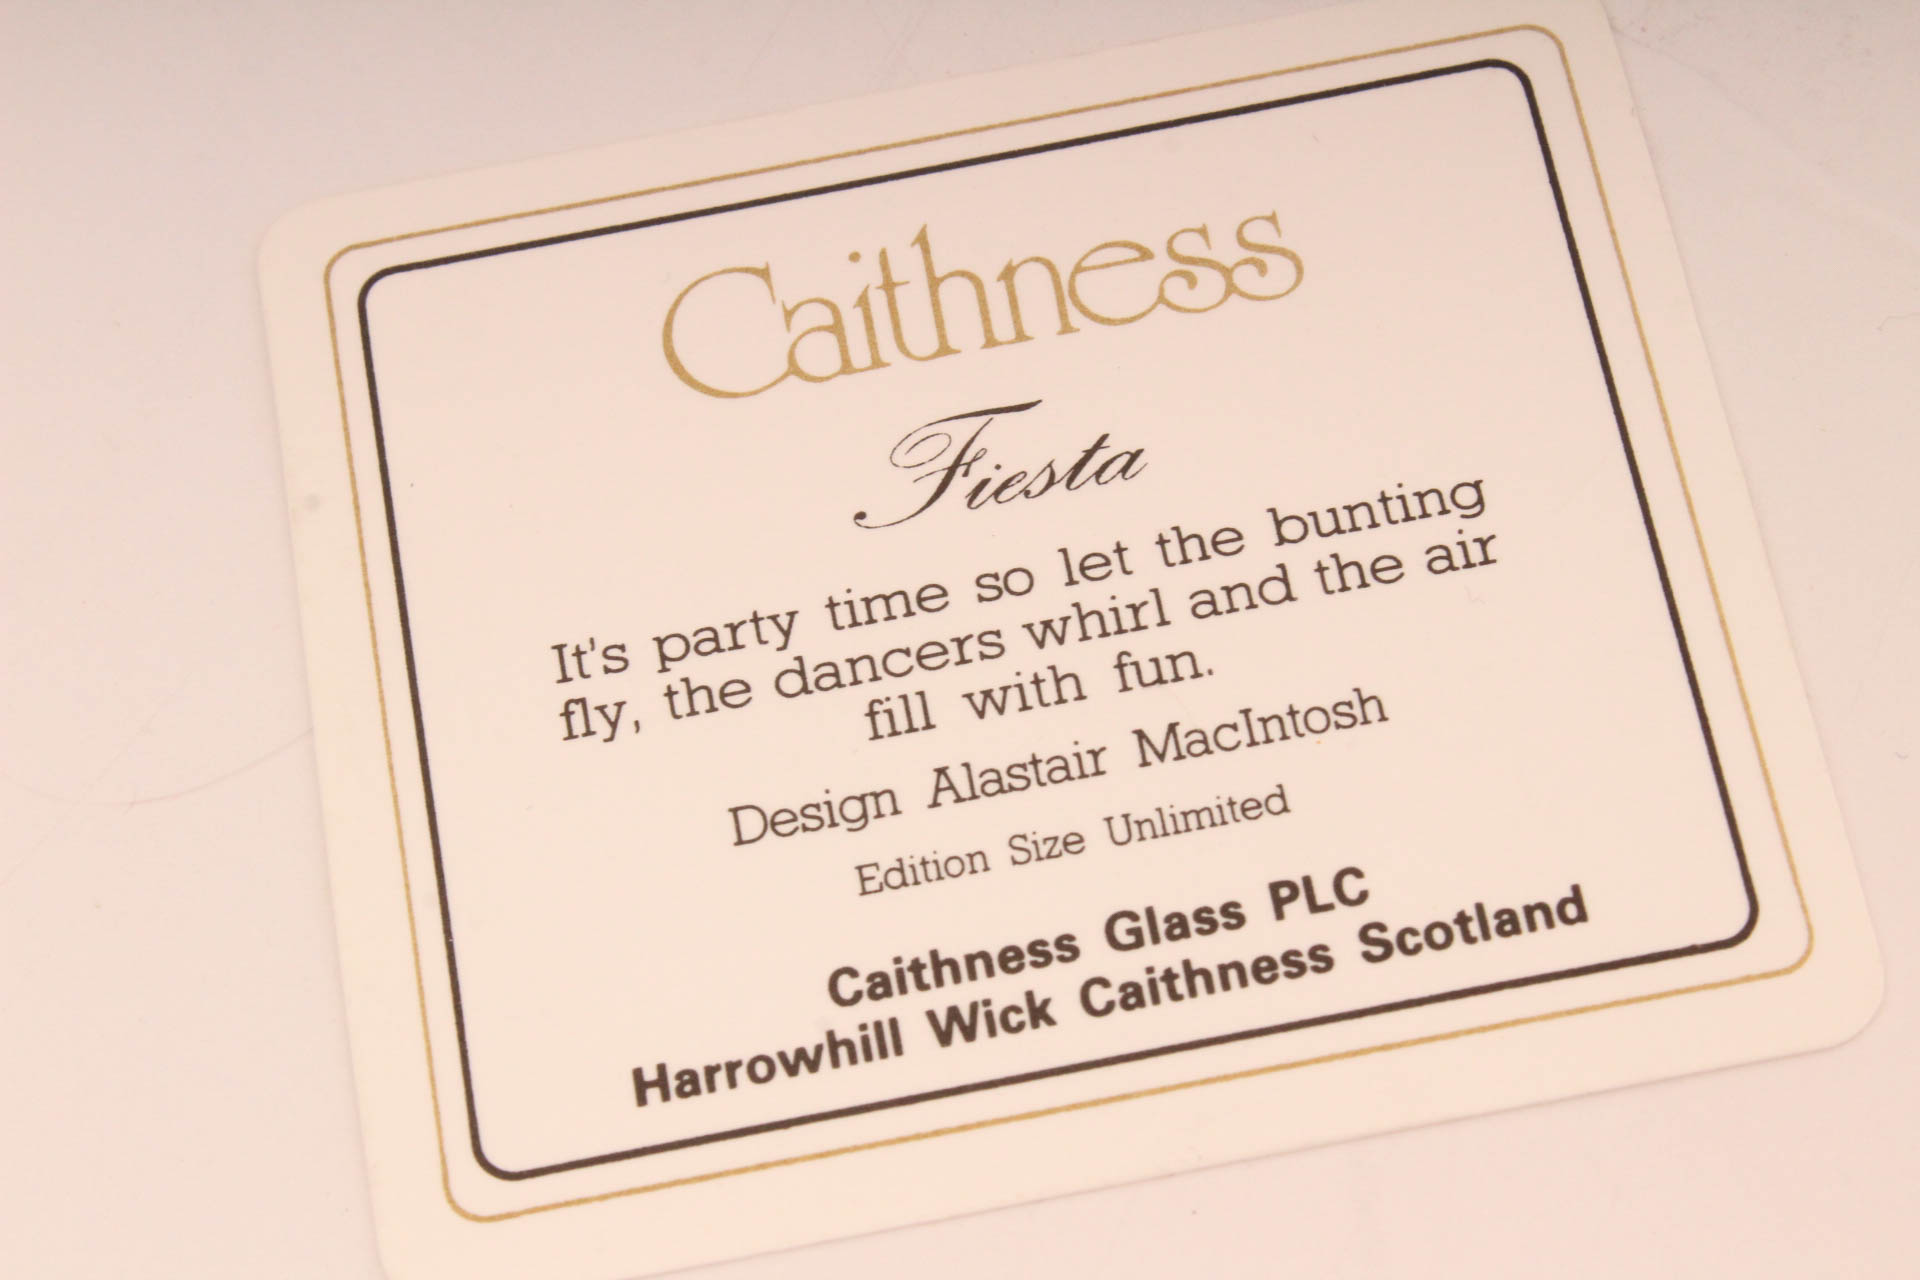 Caithness
Fiesta
It's party time so let the bunting
fly, the dancers whirl and the air
fill with fun.
Design Alastair MacIntosh
Edition Size Unlimited
Caithness Glass PLC
Harrowhill Wick Caithness Scotland